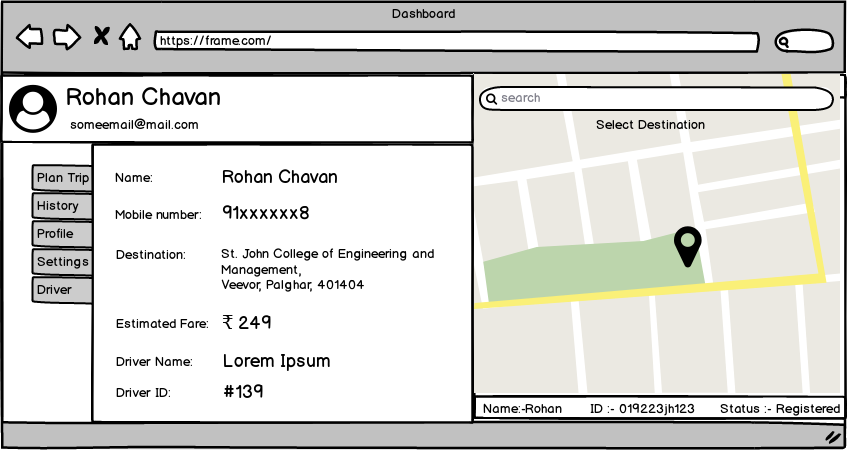 Dashboard
https://frame.com/
Rohan Chavan
someemail@mail.com
Plan Trip
History
Profile
Settings
Driver
Name: Rohan Chavan
Mobile number: 91xxxxxx8
Destination: St. John College of Engineering and
Management,
Veevor, Palghar, 401404
Estimated Fare: ₹ 249
Driver Name: Lorem Ipsum
Driver ID: #139
search
Select Destination
Name:-Rohan ID :- 019223jh123 Status :- Registered